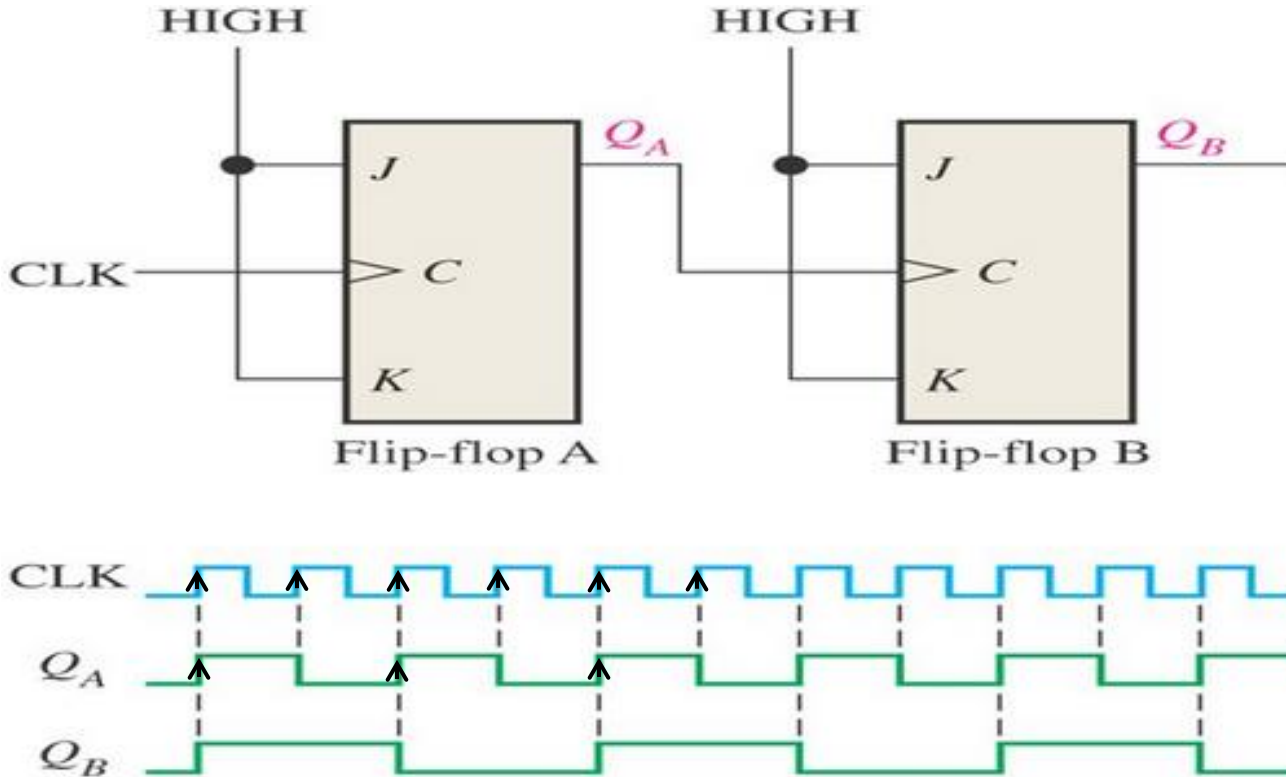 HIGH HIGH
J Q_A J Q_B
CLK C C
K K
Flip-flop A Flip-flop B
CLK
Q_A
Q_B